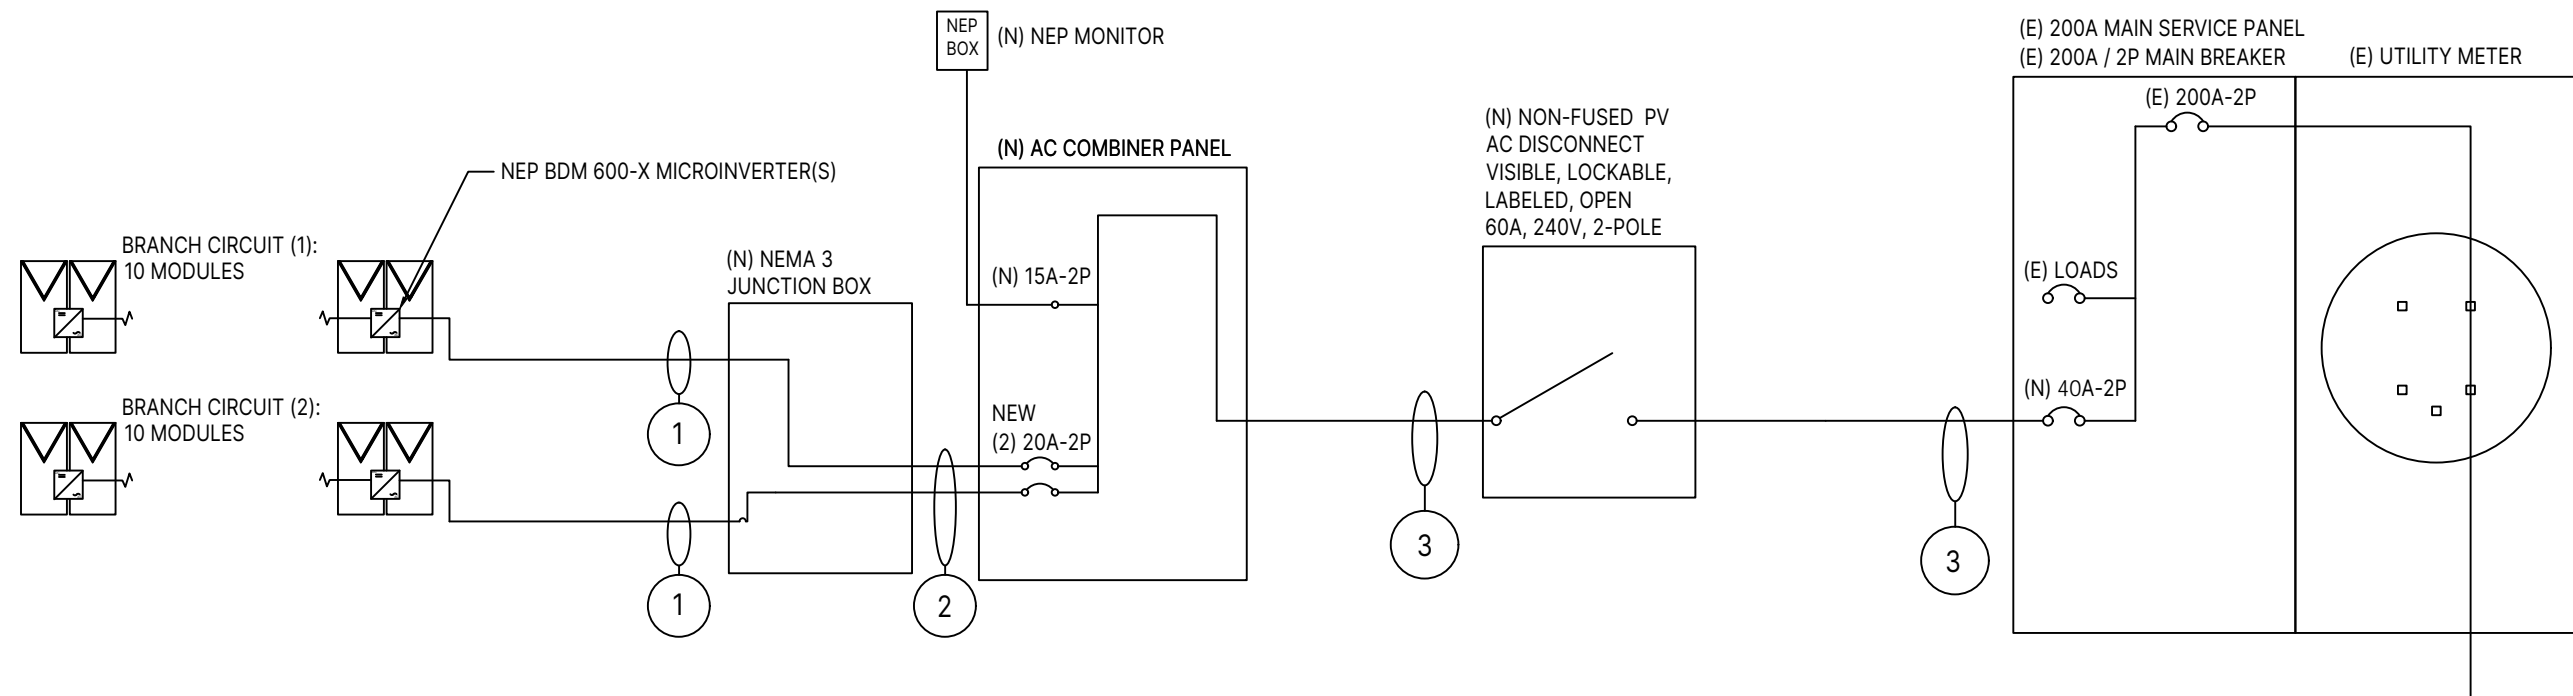 NEP
BOX
(N) NEP MONITOR
(E) 200A MAIN SERVICE PANEL
(E) 200A / 2P MAIN BREAKER
(E) UTILITY METER
(E) 200A-2P
(N) NON-FUSED PV
AC DISCONNECT
VISIBLE, LOCKABLE,
LABELED, OPEN
60A, 240V, 2-POLE
(N) AC COMBINER PANEL
NEP BDM 600-X MICROINVERTER(S)
BRANCH CIRCUIT (1):
10 MODULES
(N) NEMA 3
JUNCTION BOX
(N) 15A-2P
(E) LOADS
(N) 40A-2P
BRANCH CIRCUIT (2):
10 MODULES
NEW
(2) 20A-2P
1
1
2
3
3